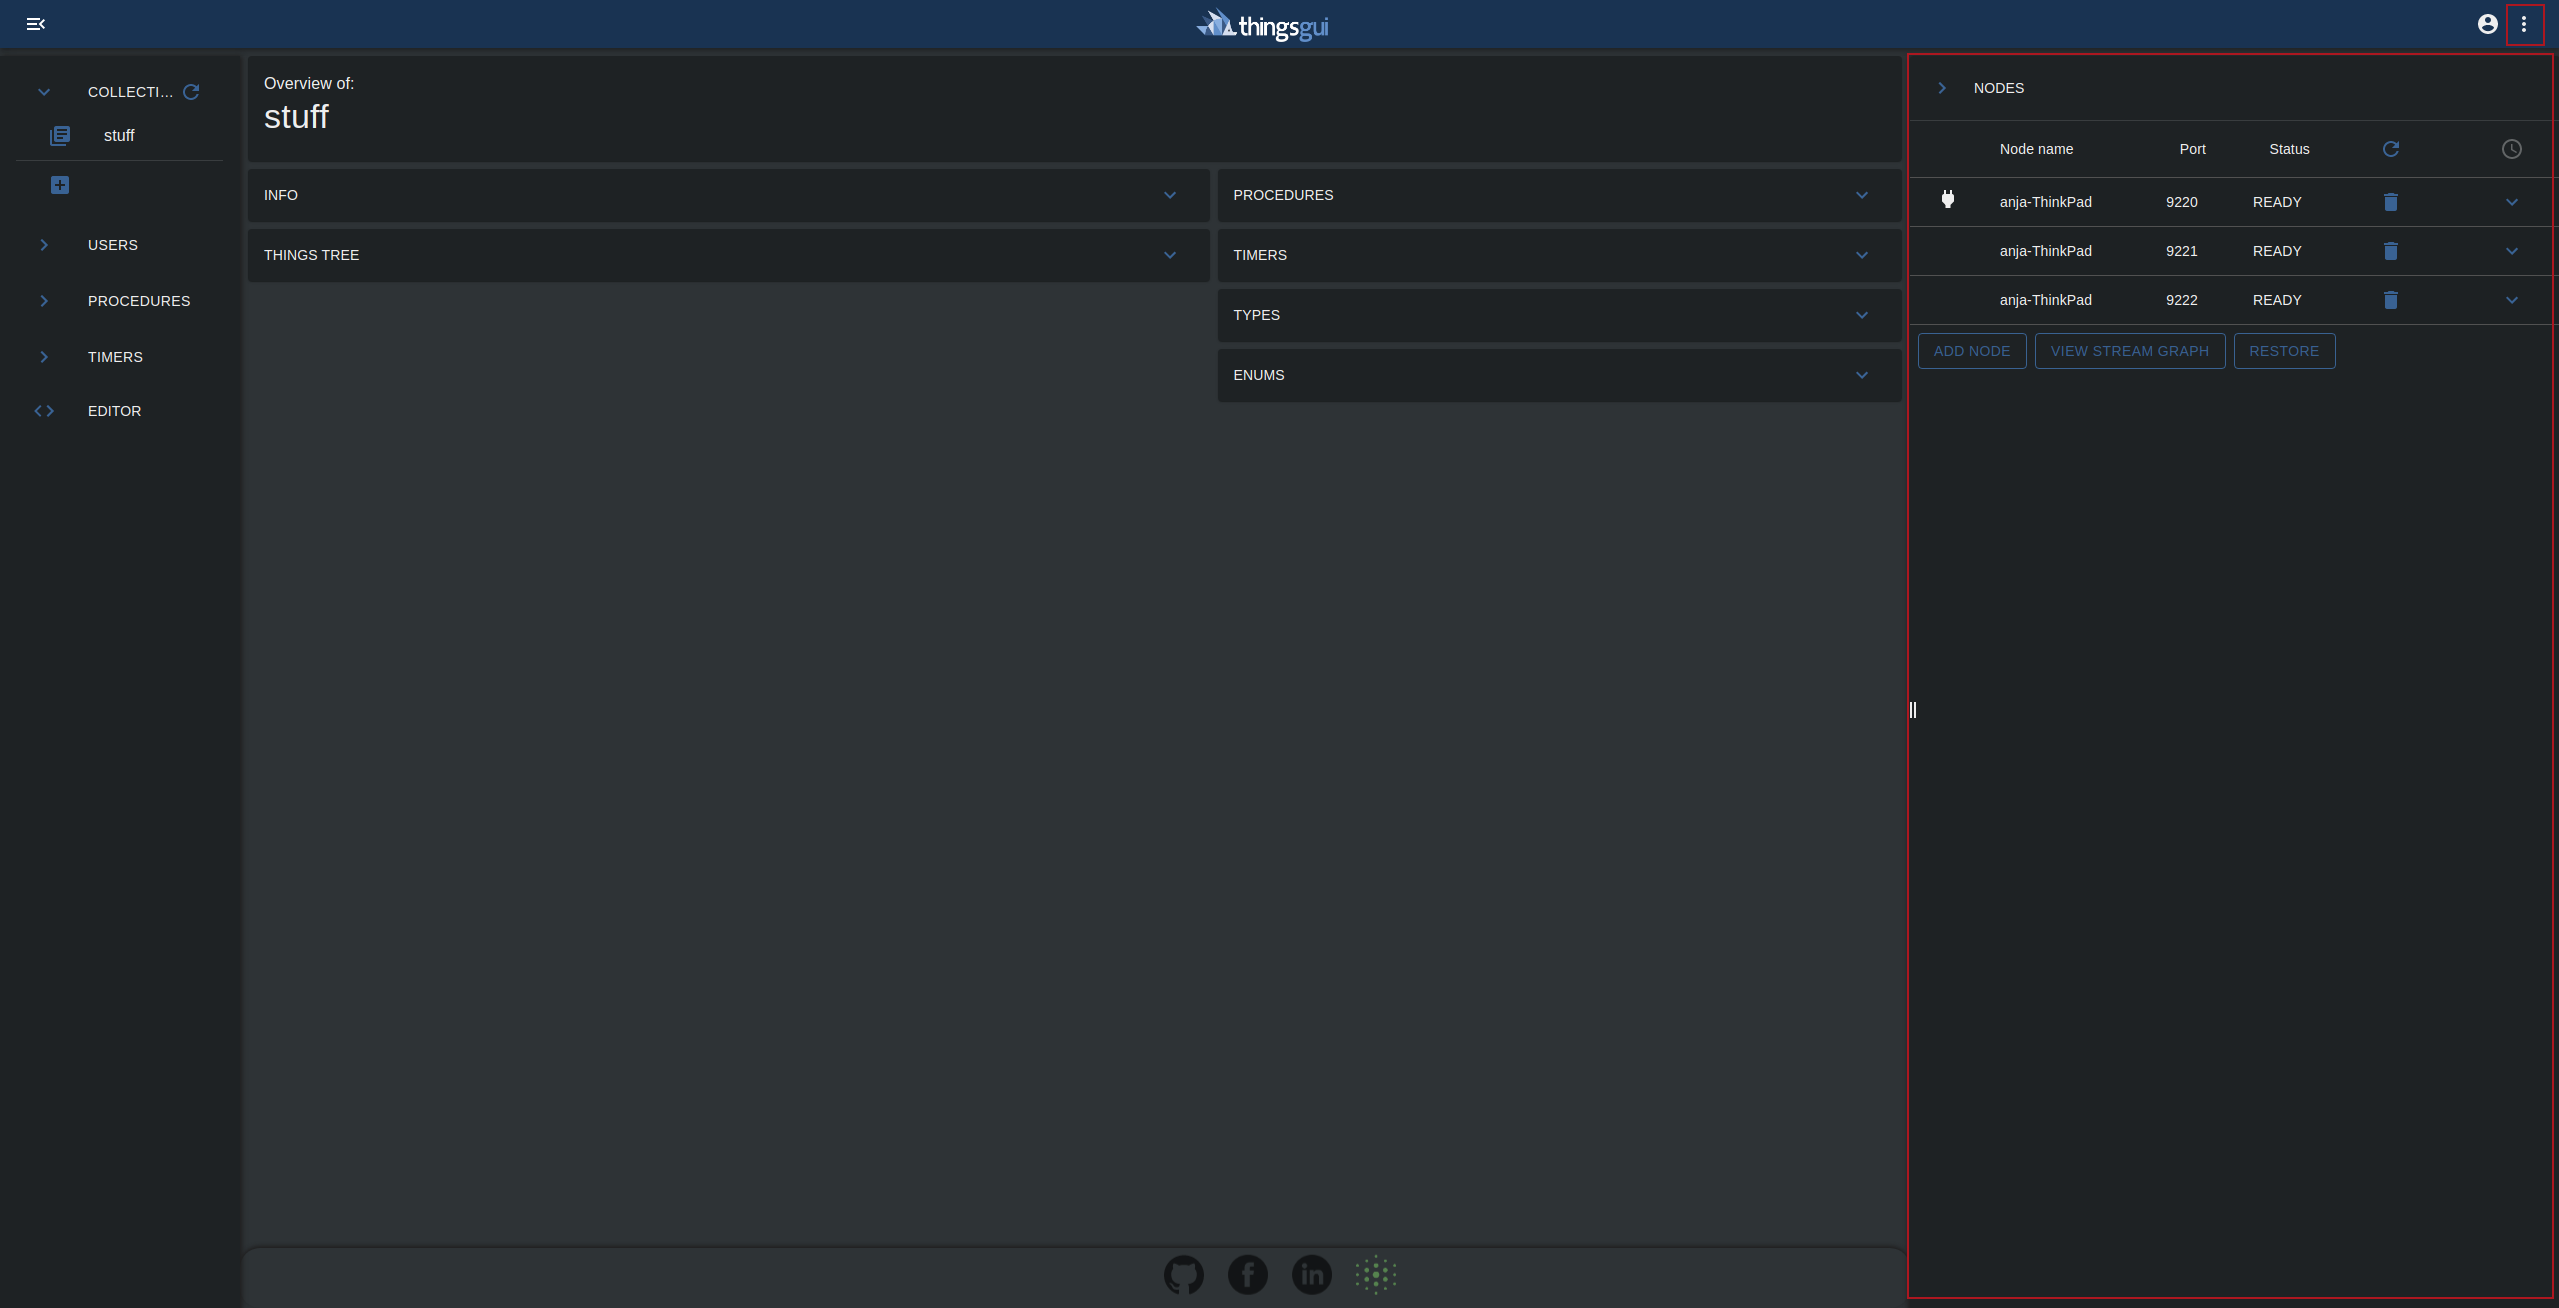 thingsgui
COLLECTI...
stuff
USERS
PROCEDURES
TIMERS
EDITOR
Overview of:
stuff
INFO
THINGS TREE
PROCEDURES
TIMERS
TYPES
ENUMS
NODES
Node name Port Status
anja-ThinkPad 9220 READY
anja-ThinkPad 9221 READY
anja-ThinkPad 9222 READY
ADD NODE VIEW STREAM GRAPH RESTORE